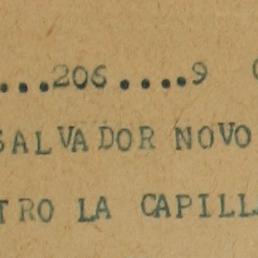 ....206....9
SALVADOR NOVO
TRO LA CAPILL